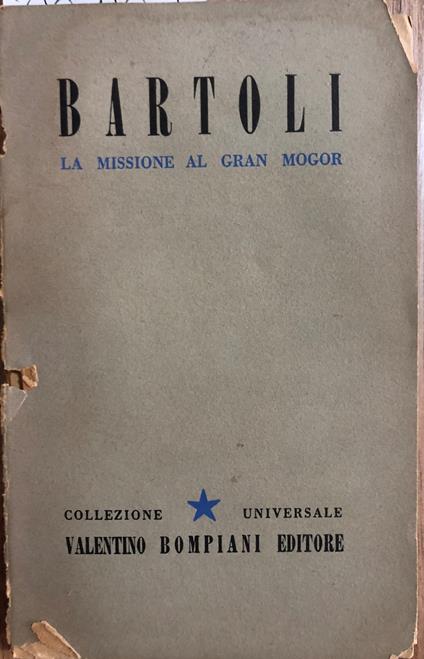 BARTOLI
LA MISSIONE AL GRAN MOGOR
COLLEZIONE UNIVERSALE
VALENTINO BOMPIANI EDITORE